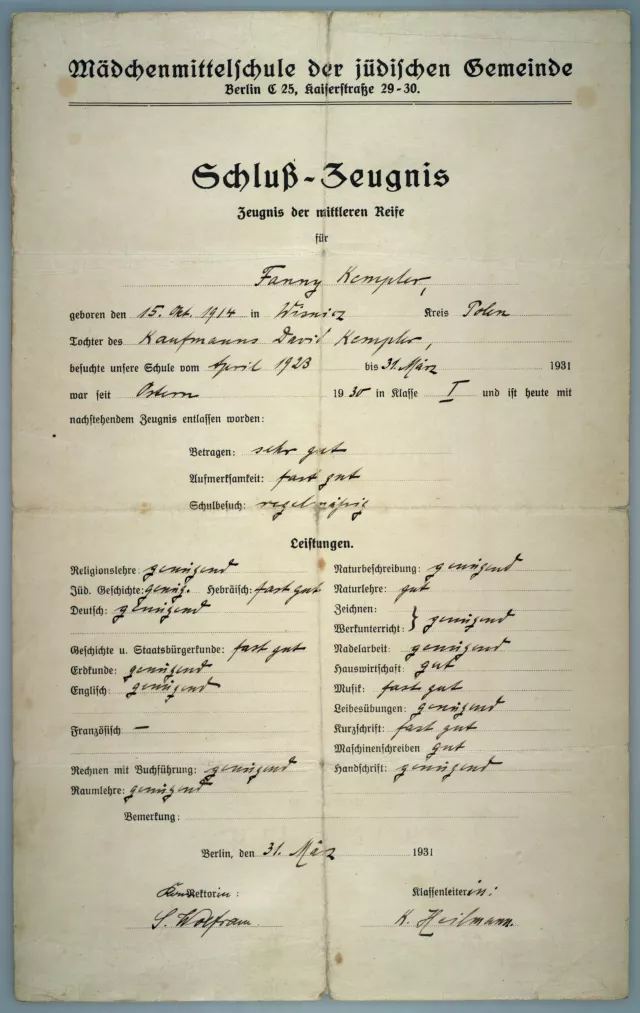 Mädchenmittelschule der jüdischen Gemeinde
Berlin C 25, Kaiserstraße 29-30.
Schluß-Zeugnis
Zeugnis der mittleren Reife
für
Fanny Kempler,
geboren den 15. Okt. 1914 in Wisnicz Kreis Polen
Tochter des Kaufmanns David Kempler,
besuchte unsere Schule vom April 1923 bis 31. März 1931
war seit Ostern 1930 in Klasse I und ist heute mit
nachstehendem Zeugnis entlassen worden:
Betragen: sehr gut
Aufmerksamkeit: fast gut
Schulbesuch: regelmäßig
Leistungen.
Religionslehre: genügend
Jüd. Geschichte: genüg. Hebräisch: fast gut
Deutsch: genügend
Geschichte u. Staatsbürgerkunde: fast gut
Erdkunde: genügend
Englisch: genügend
Französisch —
Rechnen mit Buchführung: genügend
Raumlehre: genügend
Naturbeschreibung: genügend
Naturlehre: gut
Zeichnen:
Werkunterricht: } genügend
Nadelarbeit: genügend
Hauswirtschaft: gut
Musik: fast gut
Leibesübungen: genügend
Kurzschrift: fast gut
Maschinenschreiben gut
Handschrift: genügend
Bemerkung:
Berlin, den 31. März 1931
Konrektorin: Klassenleiterin:
S. Wolfram K. Heilmann.